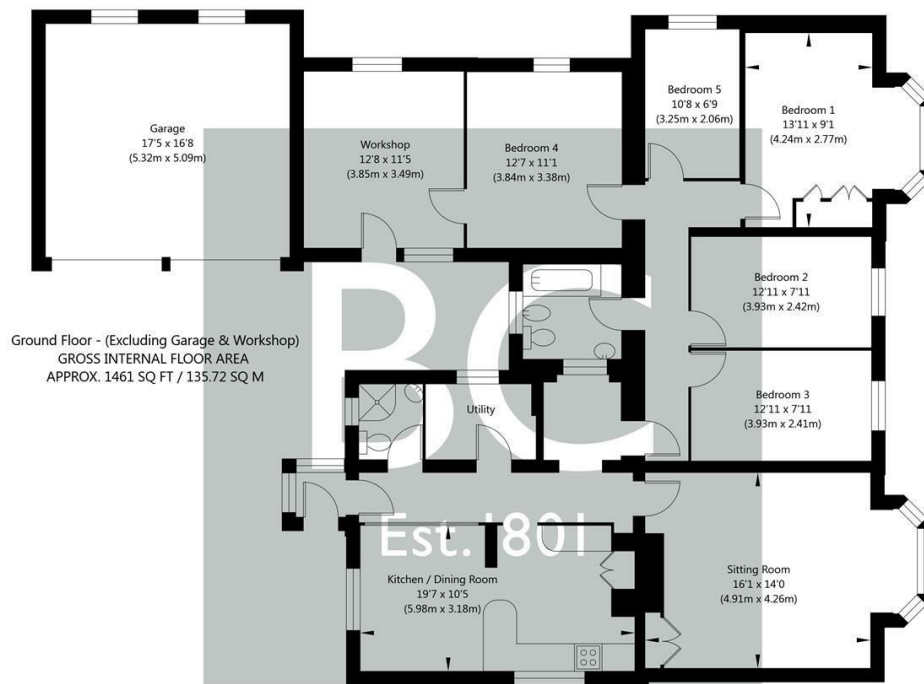 Garage
17'5 x 16'8
(5.32m x 5.09m)
Workshop
12'8 x 11'5
(3.85m x 3.49m)
Bedroom 4
12'7 x 11'1
(3.84m x 3.38m)
Bedroom 5
10'8 x 6'9
(3.25m x 2.06m)
Bedroom 1
13'11 x 9'1
(4.24m x 2.77m)
Bedroom 2
12'11 x 7'11
(3.93m x 2.42m)
Ground Floor - (Excluding Garage & Workshop)
GROSS INTERNAL FLOOR AREA
APPROX. 1461 SQ FT / 135.72 SQ M
BC
Est. 1801
Utility
Bedroom 3
12'11 x 7'11
(3.93m x 2.41m)
Kitchen / Dining Room
19'7 x 10'5
(5.98m x 3.18m)
Sitting Room
16'1 x 14'0
(4.91m x 4.26m)